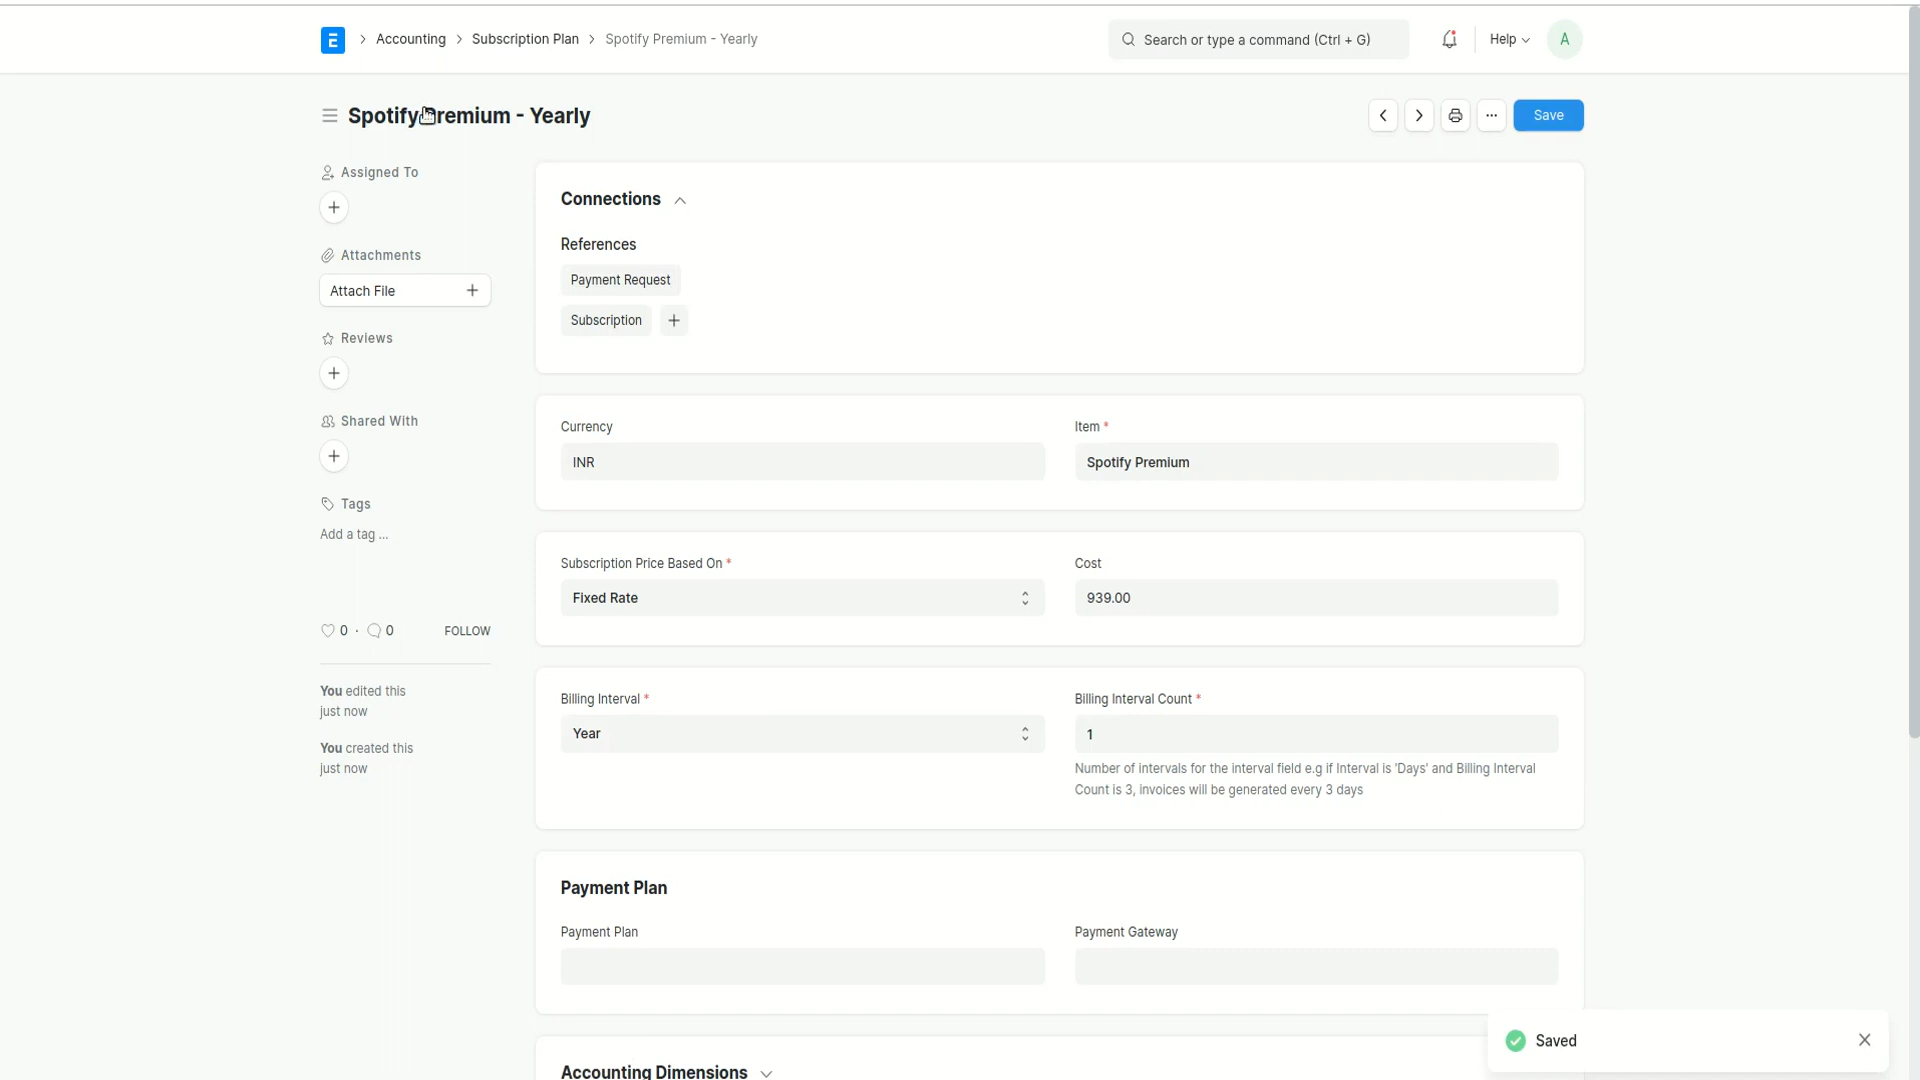 E Accounting Subscription Plan Spotify Premium - Yearly Search or type a command (Ctrl + G) Help A
Spotify Premium - Yearly Save
Assigned To
Attachments
Attach File
Reviews
Shared With
Tags
Add a tag ...
0 · 0 FOLLOW
You edited this
just now
You created this
just now
Connections
References
Payment Request
Subscription
Currency
INR
Item *
Spotify Premium
Subscription Price Based On *
Fixed Rate
Cost
939.00
Billing Interval *
Year
Billing Interval Count *
1
Number of intervals for the interval field e.g if Interval is 'Days' and Billing Interval
Count is 3, invoices will be generated every 3 days
Payment Plan
Payment Plan
Payment Gateway
Accounting Dimensions
Saved